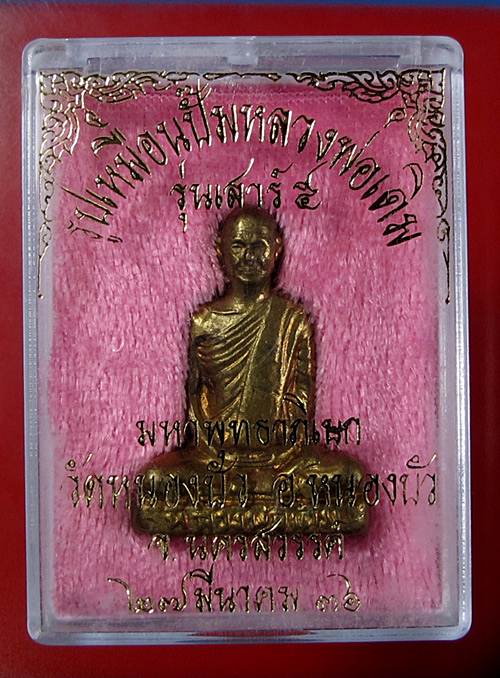 รูปเหมือนปั๊มหลวงพ่อเดิม
รุ่นเสาร์ ๕
มหาพุทธาภิเษก
วัดหนองบัว อ.หนองบัว
จ.นครสวรรค์
๒๗ มีนาคม ๓๖